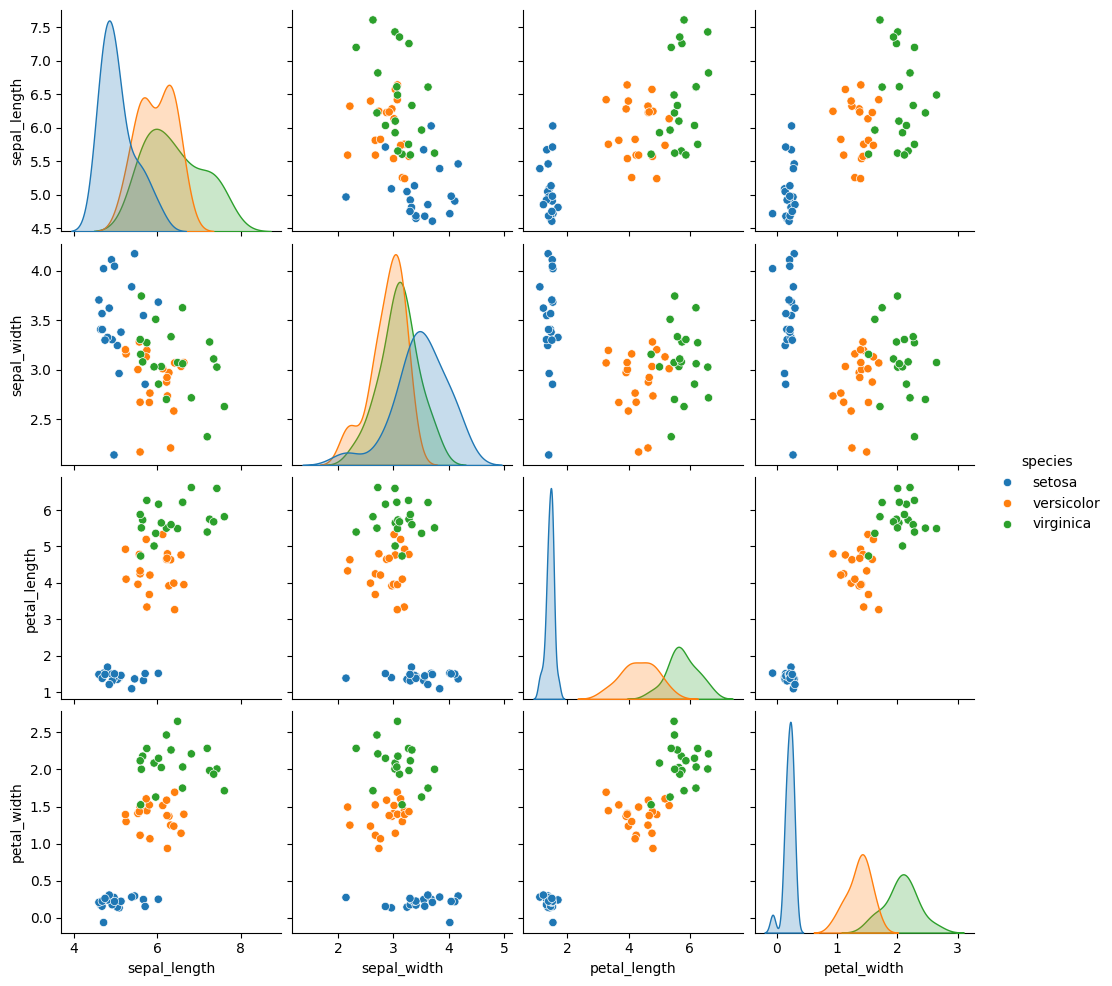 sepal_length
7.5
7.0
6.5
6.0
5.5
5.0
4.5
sepal_width
4.0
3.5
3.0
2.5
petal_length
6
5
4
3
2
1
petal_width
2.5
2.0
1.5
1.0
0.5
0.0
4 6 8
sepal_length
2 3 4 5
sepal_width
2 4 6
petal_length
0 1 2 3
petal_width
species
setosa
versicolor
virginica